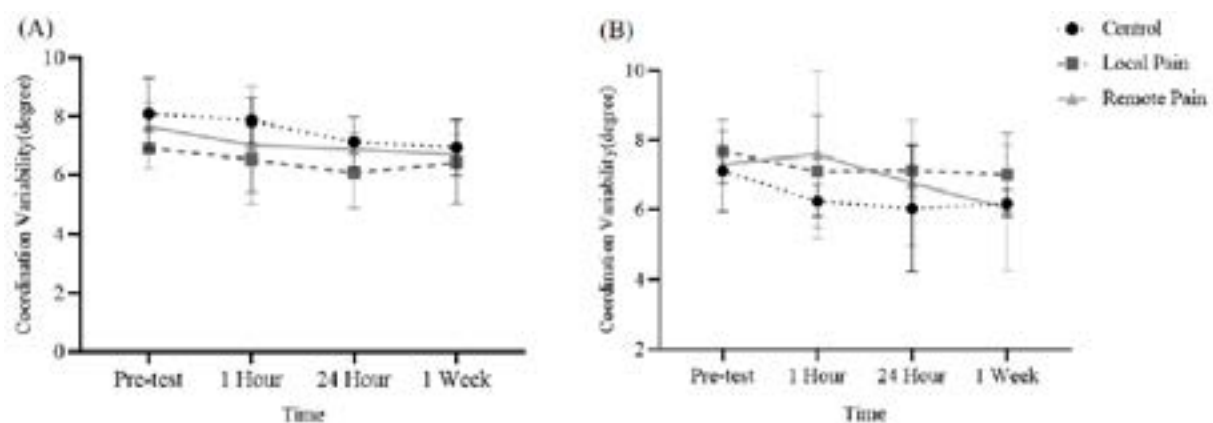 (A)
10
8
6
4
2
0
Coordination Variability(degree)
Pre-test 1 Hour 24 Hour 1 Week
Time
(B)
10
8
6
4
2
Coordination Variability(degree)
Pre-test 1 Hour 24 Hour 1 Week
Time
Control
Local Pain
Remote Pain